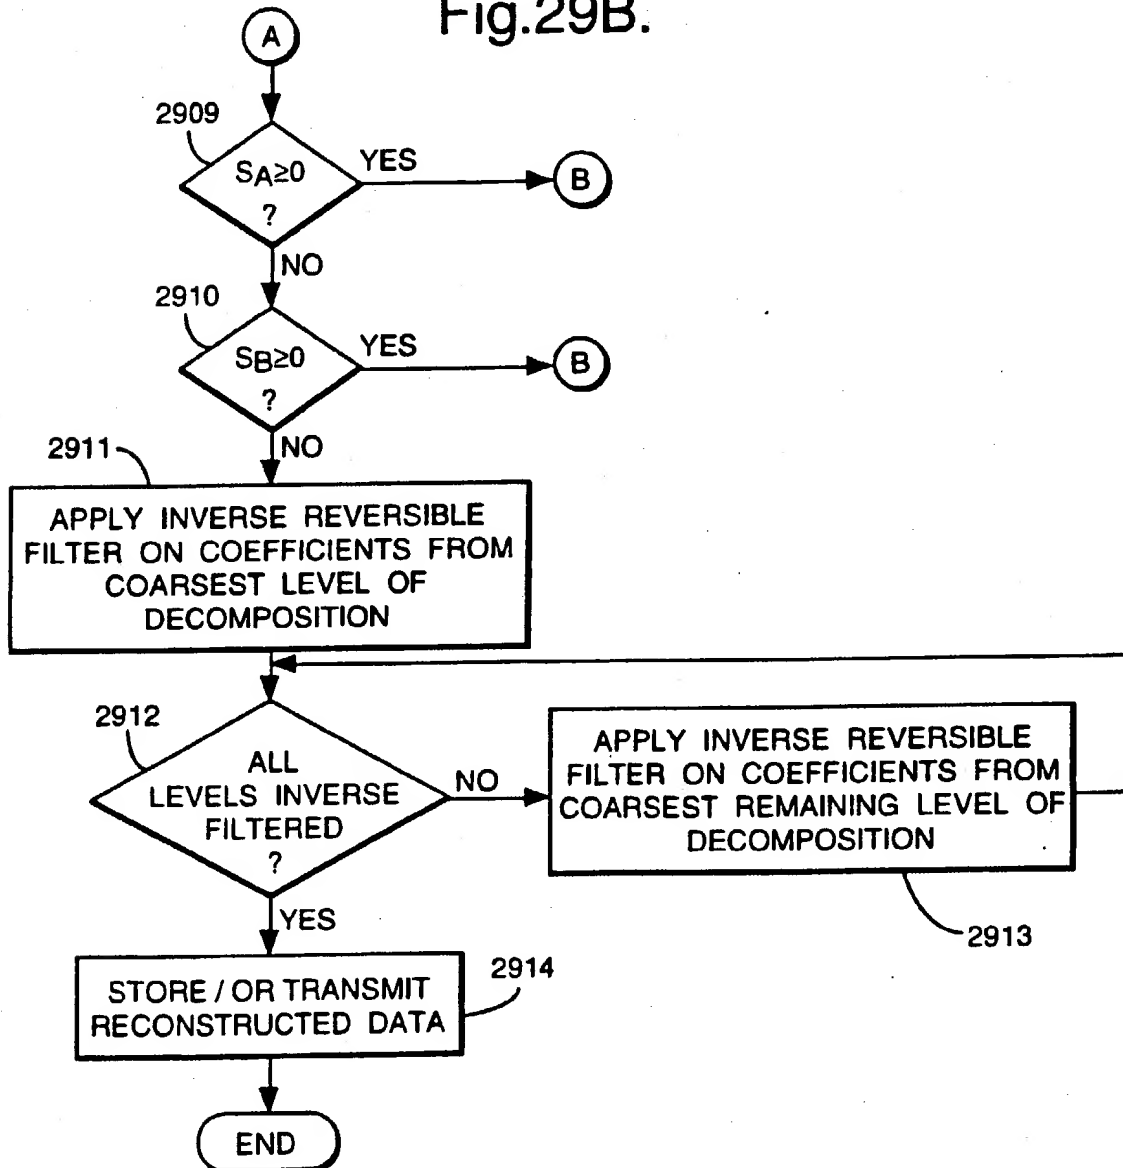 Fig.29B.
A
2909
SA≥0
?
YES
B
NO
2910
SB≥0
?
YES
B
NO
2911
APPLY INVERSE REVERSIBLE
FILTER ON COEFFICIENTS FROM
COARSEST LEVEL OF
DECOMPOSITION
2912
ALL
LEVELS INVERSE
FILTERED
?
NO
APPLY INVERSE REVERSIBLE
FILTER ON COEFFICIENTS FROM
COARSEST REMAINING LEVEL OF
DECOMPOSITION
2913
YES
2914
STORE / OR TRANSMIT
RECONSTRUCTED DATA
END